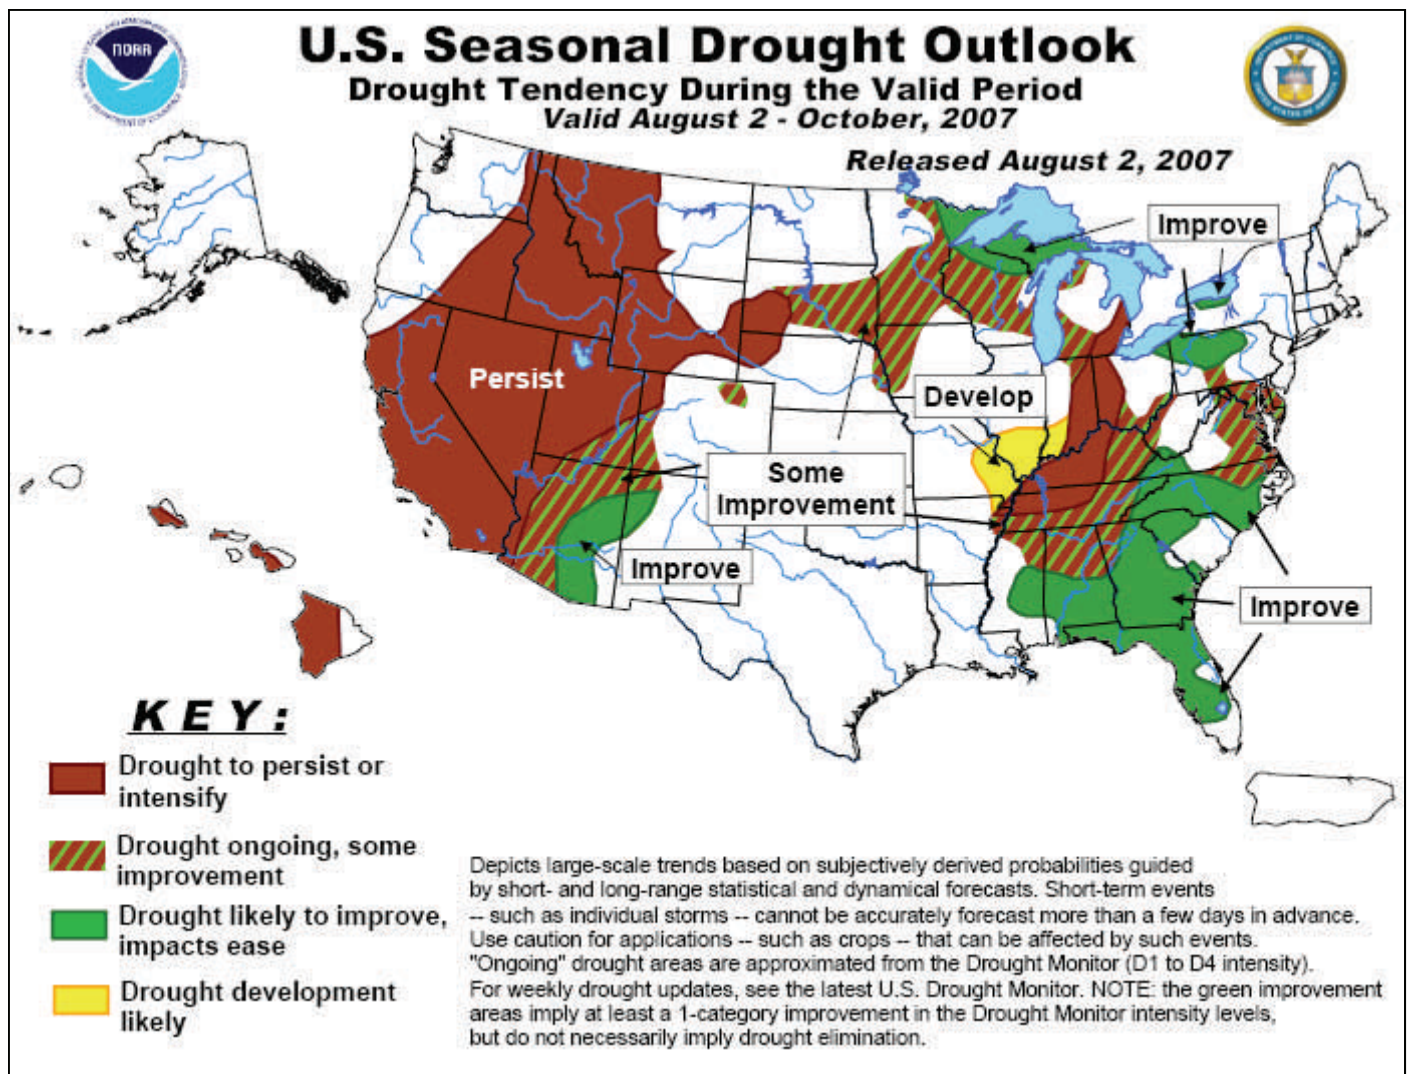 U.S. Seasonal Drought Outlook
Drought Tendency During the Valid Period
Valid August 2 - October, 2007
Released August 2, 2007
NOAA
Improve
Persist
Develop
Some
Improvement
Improve
Improve
KEY:
Drought to persist or
intensify
Drought ongoing, some
improvement
Drought likely to improve,
impacts ease
Drought development
likely
Depicts large-scale trends based on subjectively derived probabilities guided
by short- and long-range statistical and dynamical forecasts. Short-term events
-- such as individual storms -- cannot be accurately forecast more than a few days in advance.
Use caution for applications -- such as crops -- that can be affected by such events.
"Ongoing" drought areas are approximated from the Drought Monitor (D1 to D4 intensity).
For weekly drought updates, see the latest U.S. Drought Monitor. NOTE: the green improvement
areas imply at least a 1-category improvement in the Drought Monitor intensity levels,
but do not necessarily imply drought elimination.